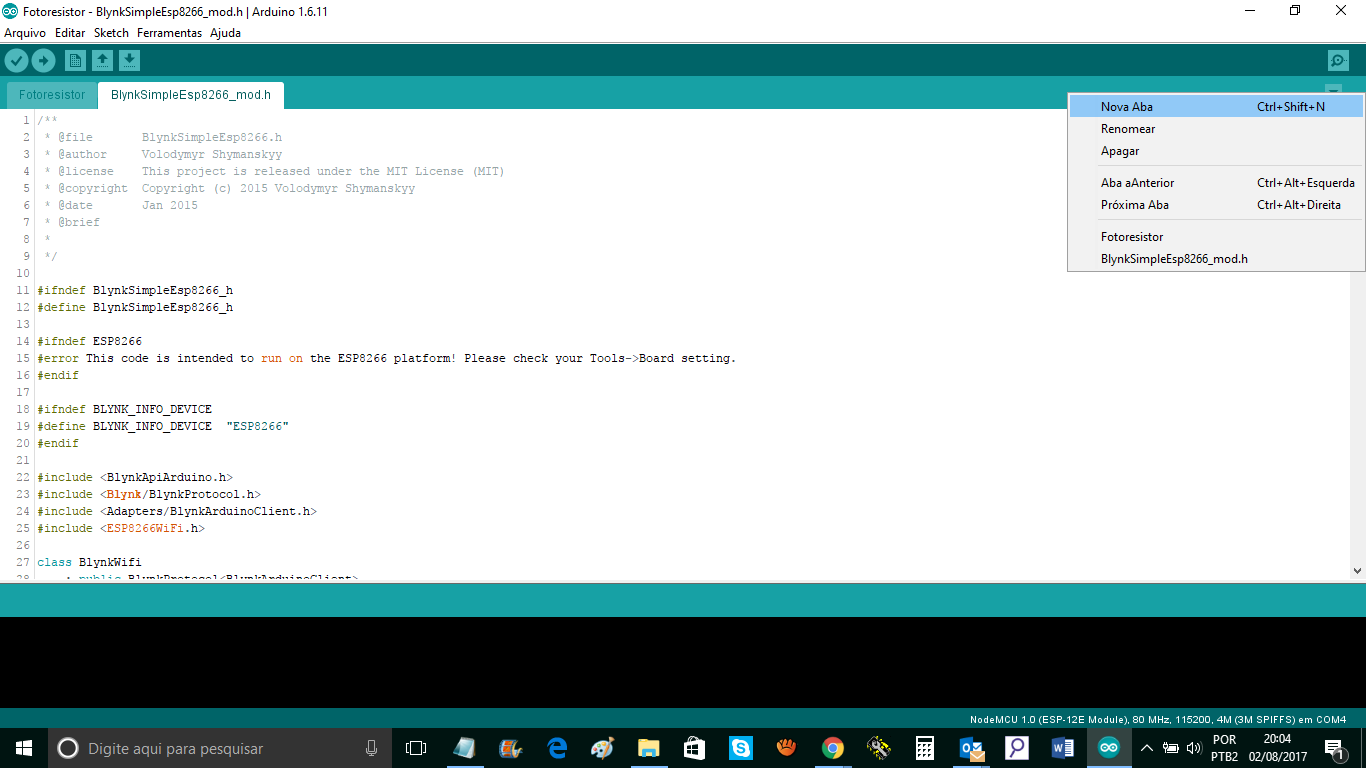 Fotoresistor - BlynkSimpleEsp8266_mod.h | Arduino 1.6.11
Arquivo Editar Sketch Ferramentas Ajuda
Fotoresistor BlynkSimpleEsp8266_mod.h
Nova Aba Ctrl+Shift+N
Renomear
Apagar
Aba aAnterior Ctrl+Alt+Esquerda
Próxima Aba Ctrl+Alt+Direita
Fotoresistor
BlynkSimpleEsp8266_mod.h
1 /**
2 * @file BlynkSimpleEsp8266.h
3 * @author Volodymyr Shymanskyy
4 * @license This project is released under the MIT License (MIT)
5 * @copyright Copyright (c) 2015 Volodymyr Shymanskyy
6 * @date Jan 2015
7 * @brief
8 *
9 */
10
11 #ifndef BlynkSimpleEsp8266_h
12 #define BlynkSimpleEsp8266_h
13
14 #ifndef ESP8266
15 #error This code is intended to run on the ESP8266 platform! Please check your Tools->Board setting.
16 #endif
17
18 #ifndef BLYNK_INFO_DEVICE
19 #define BLYNK_INFO_DEVICE "ESP8266"
20 #endif
21
22 #include <BlynkApiArduino.h>
23 #include <Blynk/BlynkProtocol.h>
24 #include <Adapters/BlynkArduinoClient.h>
25 #include <ESP8266WiFi.h>
26
27 class BlynkWifi
28 : public BlynkProtocol<BlynkArduinoClient>
NodeMCU 1.0 (ESP-12E Module), 80 MHz, 115200, 4M (3M SPIFFS) em COM4
Digite aqui para pesquisar
POR
PTB2
20:04
02/08/2017
1